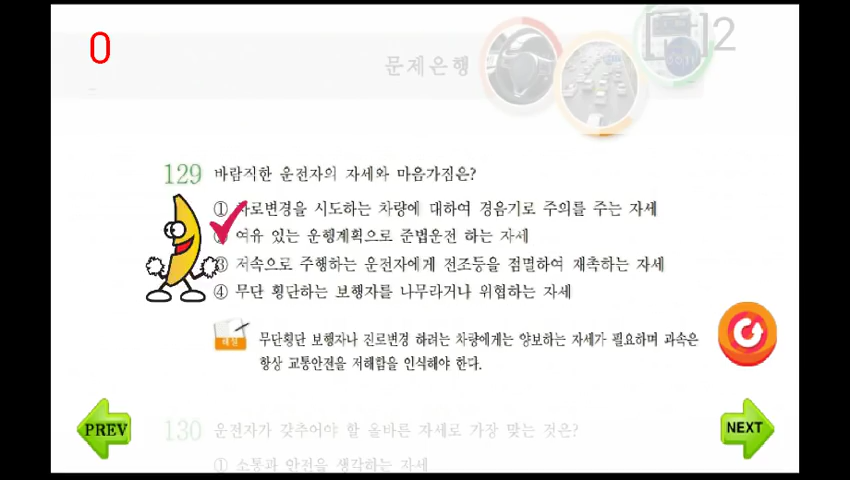 0
문제은행
]2
129 바람직한 운전자의 자세와 마음가짐은?
① 차로변경을 시도하는 차량에 대하여 경음기로 주의를 주는 자세
여유 있는 운행계획으로 준법운전 하는 자세
③ 저속으로 주행하는 운전자에게 전조등을 점멸하여 재촉하는 자세
④ 무단 횡단하는 보행자를 나무라거나 위협하는 자세
해설 무단횡단 보행자나 진로변경 하려는 차량에게는 양보하는 자세가 필요하며 과속은
항상 교통안전을 저해함을 인식해야 한다.
PREV
NEXT
130 운전자가 갖추어야 할 올바른 자세로 가장 맞는 것은?
① 소통과 안전을 생각하는 자세